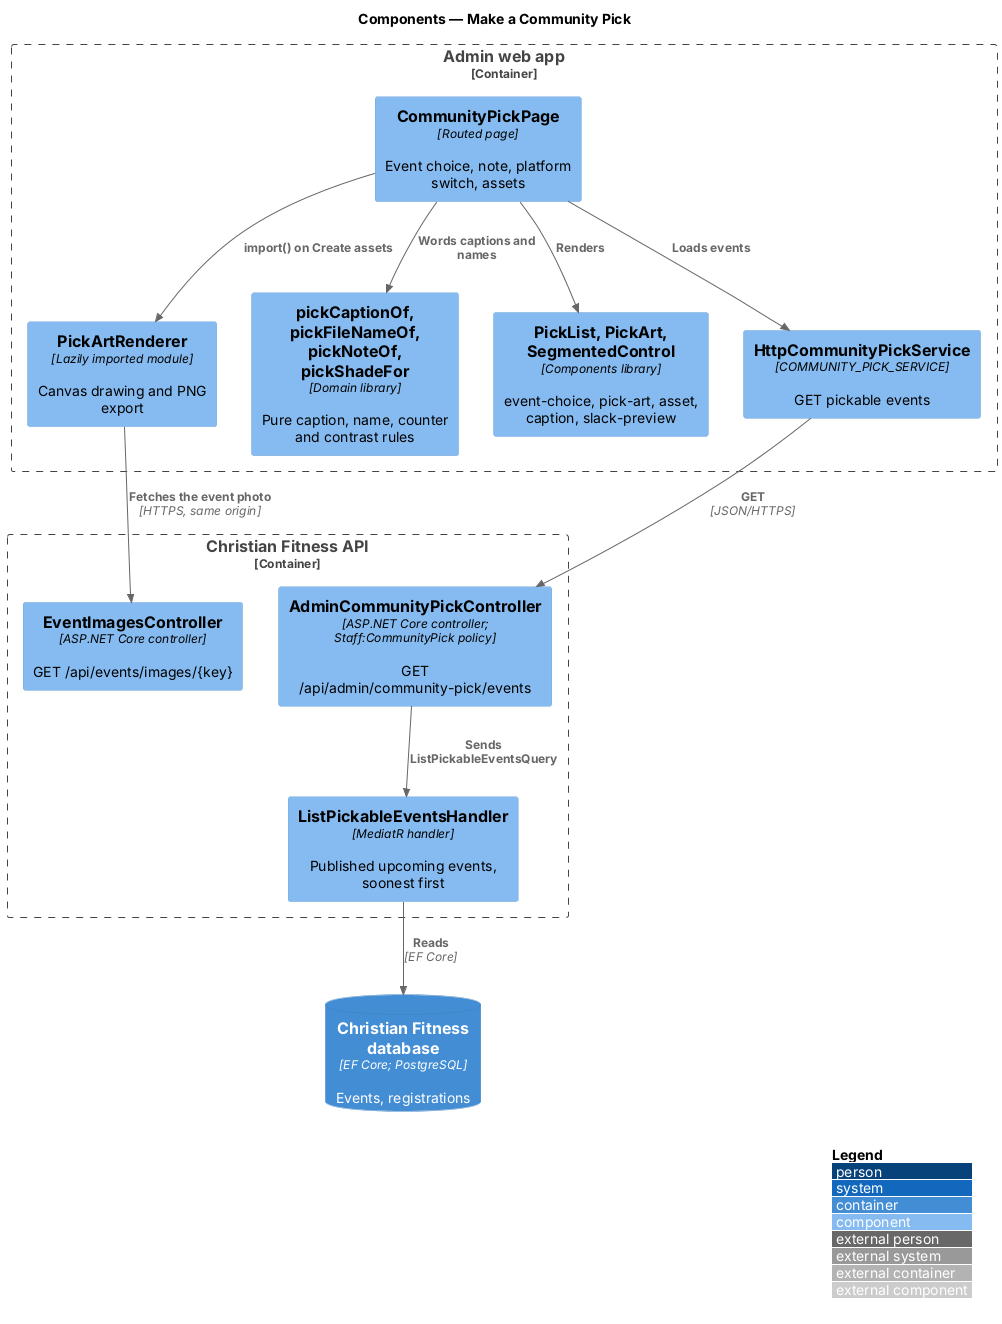 Components — Make a Community Pick
Admin web app
[Container]
CommunityPickPage
[Routed page]
Event choice, note, platform
switch, assets
import() on Create assets
Words captions and
names
Renders
Loads events
PickArtRenderer
[Lazily imported module]
Canvas drawing and PNG
export
pickCaptionOf,
pickFileNameOf,
pickNoteOf,
pickShadeFor
[Domain library]
Pure caption, name, counter
and contrast rules
PickList, PickArt,
SegmentedControl
[Components library]
event-choice, pick-art, asset,
caption, slack-preview
HttpCommunityPickService
[COMMUNITY_PICK_SERVICE]
GET pickable events
Fetches the event photo
[HTTPS, same origin]
GET
[JSON/HTTPS]
Christian Fitness API
[Container]
EventImagesController
[ASP.NET Core controller]
GET /api/events/images/{key}
AdminCommunityPickController
[ASP.NET Core controller;
Staff:CommunityPick policy]
GET
/api/admin/community-pick/events
Sends
ListPickableEventsQuery
ListPickableEventsHandler
[MediatR handler]
Published upcoming events,
soonest first
Reads
[EF Core]
Christian Fitness
database
[EF Core; PostgreSQL]
Events, registrations
Legend
person
system
container
component
external person
external system
external container
external component